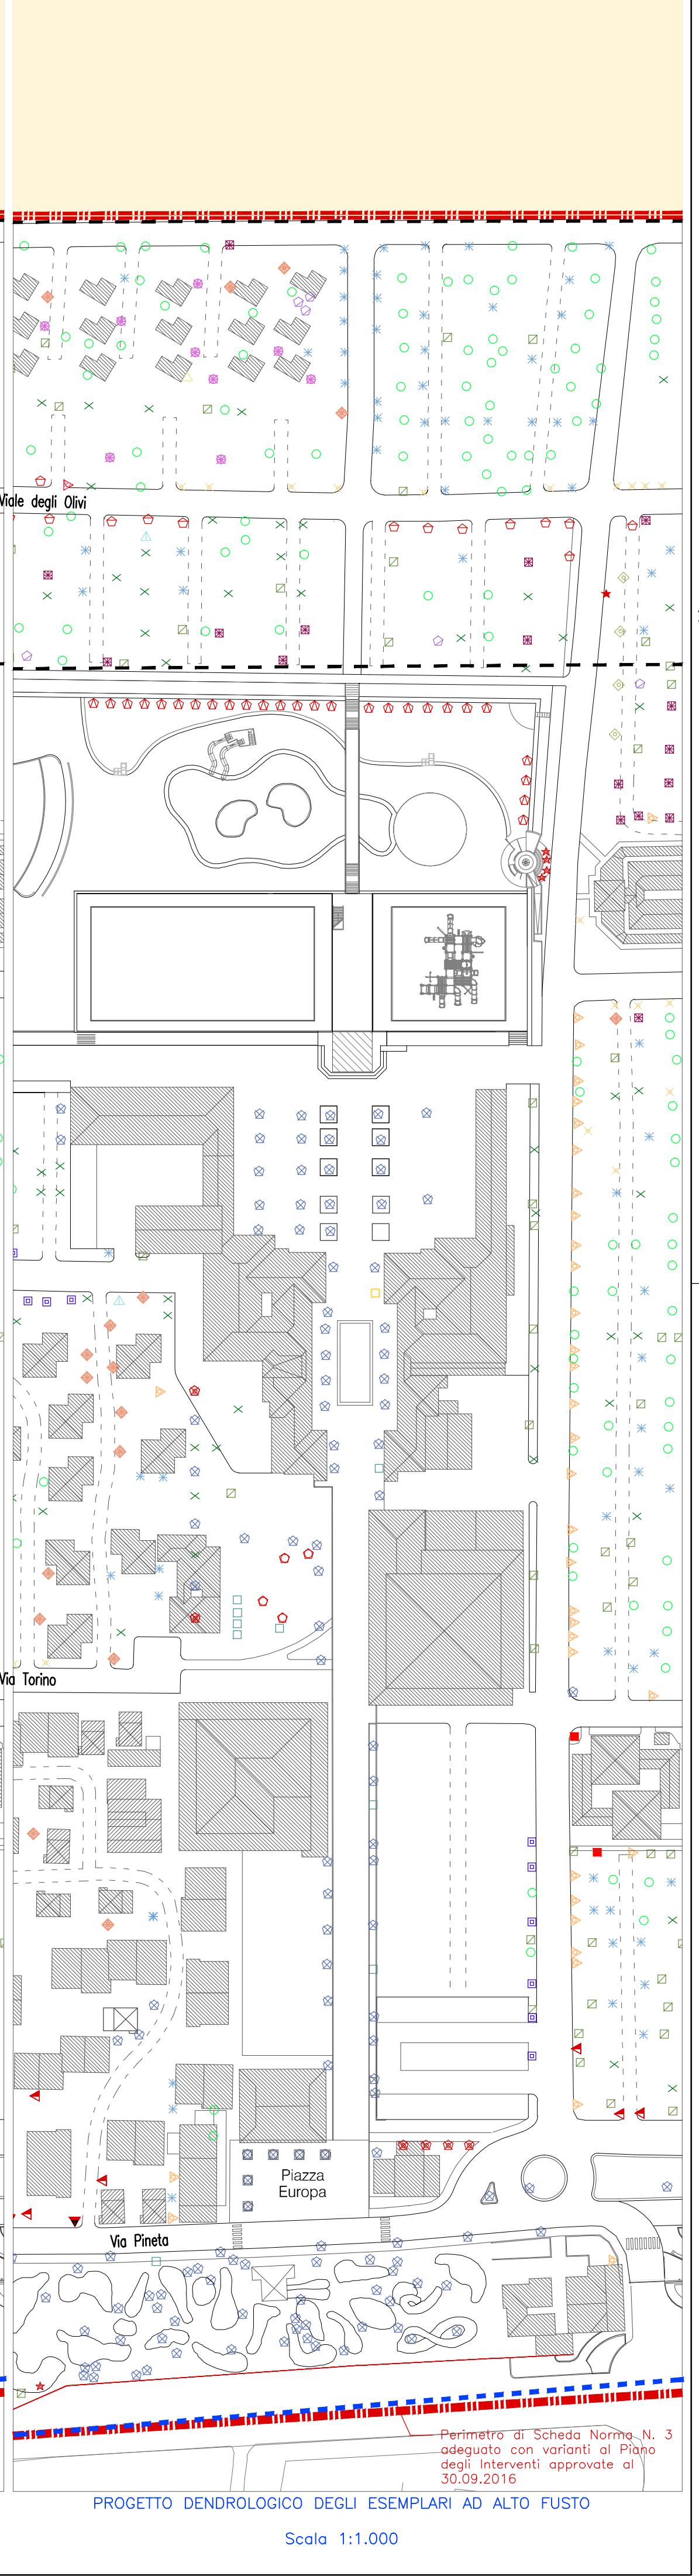 Viale degli Olivi
Via Torino
Piazza
Europa
Via Pineta
Perimetro di Scheda Norma N. 3
adeguato con varianti al Piano
degli Interventi approvate al
30.09.2016
PROGETTO DENDROLOGICO DEGLI ESEMPLARI AD ALTO FUSTO
Scala 1:1.000